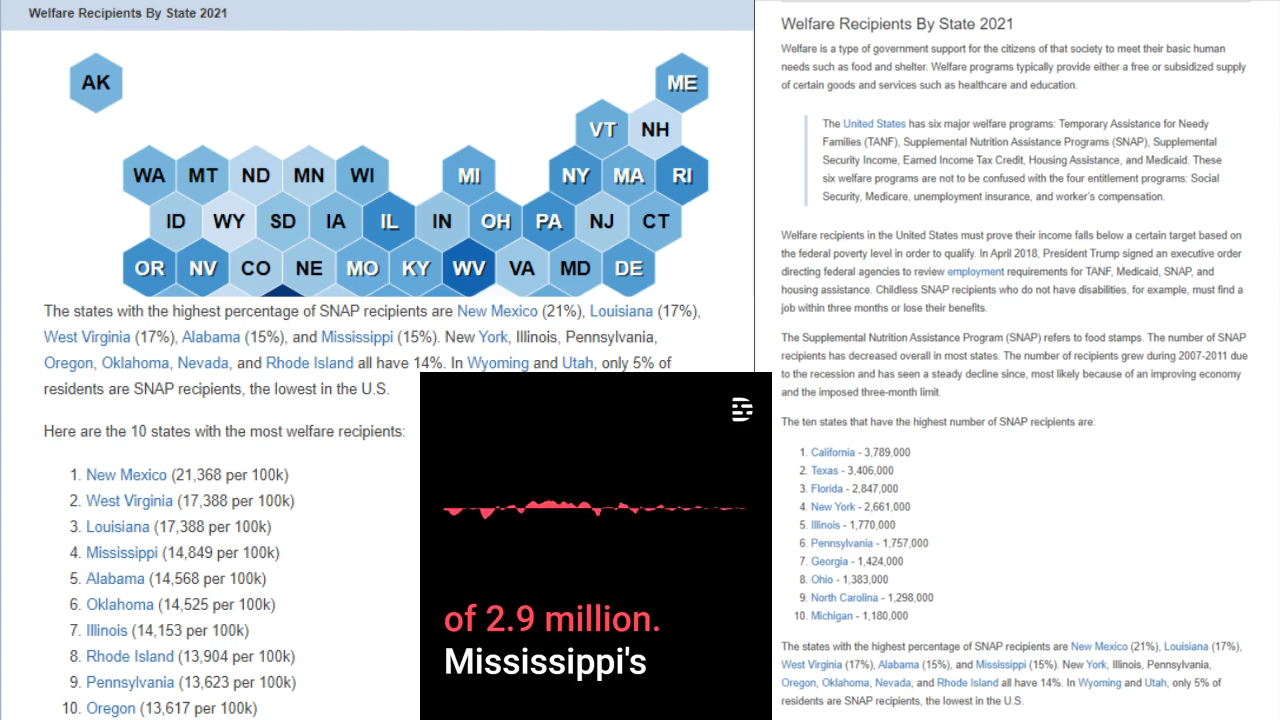 Welfare Recipients By State 2021
AK
ME
VT NH
WA MT ND MN WI MI NY MA RI
ID WY SD IA IL IN OH PA NJ CT
OR NV CO NE MO KY WV VA MD DE
The states with the highest percentage of SNAP recipients are New Mexico (21%), Louisiana (17%),
West Virginia (17%), Alabama (15%), and Mississippi (15%). New York, Illinois, Pennsylvania,
Oregon, Oklahoma, Nevada, and Rhode Island all have 14%. In Wyoming and Utah, only 5% of
residents are SNAP recipients, the lowest in the U.S.
Here are the 10 states with the most welfare recipients:
1. New Mexico (21,368 per 100k)
2. West Virginia (17,388 per 100k)
3. Louisiana (17,388 per 100k)
4. Mississippi (14,849 per 100k)
5. Alabama (14,568 per 100k)
6. Oklahoma (14,525 per 100k)
7. Illinois (14,153 per 100k)
8. Rhode Island (13,904 per 100k)
9. Pennsylvania (13,623 per 100k)
10. Oregon (13,617 per 100k)
of 2.9 million.
Mississippi's
Welfare Recipients By State 2021
Welfare is a type of government support for the citizens of that society to meet their basic human
needs such as food and shelter. Welfare programs typically provide either a free or subsidized supply
of certain goods and services such as healthcare and education.
The United States has six major welfare programs: Temporary Assistance for Needy
Families (TANF), Supplemental Nutrition Assistance Programs (SNAP), Supplemental
Security Income, Earned Income Tax Credit, Housing Assistance, and Medicaid. These
six welfare programs are not to be confused with the four entitlement programs: Social
Security, Medicare, unemployment insurance, and worker's compensation.
Welfare recipients in the United States must prove their income falls below a certain target based on
the federal poverty level in order to qualify. In April 2018, President Trump signed an executive order
directing federal agencies to review employment requirements for TANF, Medicaid, SNAP, and
housing assistance. Childless SNAP recipients who do not have disabilities, for example, must find a
job within three months or lose their benefits.
The Supplemental Nutrition Assistance Program (SNAP) refers to food stamps. The number of SNAP
recipients has decreased overall in most states. The number of recipients grew during 2007-2011 due
to the recession and has seen a steady decline since, most likely because of an improving economy
and the imposed three-month limit.
The ten states that have the highest number of SNAP recipients are:
1. California - 3,789,000
2. Texas - 3,406,000
3. Florida - 2,847,000
4. New York - 2,661,000
5. Illinois - 1,770,000
6. Pennsylvania - 1,757,000
7. Georgia - 1,424,000
8. Ohio - 1,383,000
9. North Carolina - 1,298,000
10. Michigan - 1,180,000
The states with the highest percentage of SNAP recipients are New Mexico (21%), Louisiana (17%),
West Virginia (17%), Alabama (15%), and Mississippi (15%). New York, Illinois, Pennsylvania,
Oregon, Oklahoma, Nevada, and Rhode Island all have 14%. In Wyoming and Utah, only 5% of
residents are SNAP recipients, the lowest in the U.S.